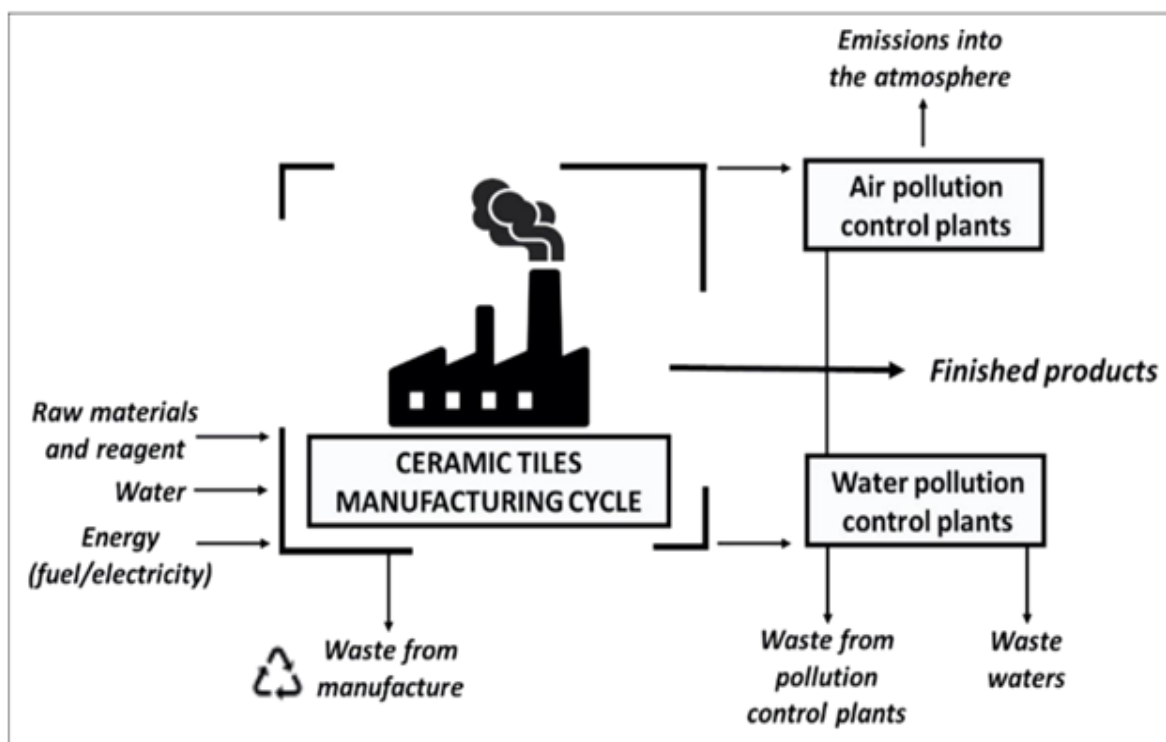 Emissions into
the atmosphere
Air pollution
control plants
Finished products
Raw materials
and reagent
Water
Energy
(fuel/electricity)
CERAMIC TILES
MANUFACTURING CYCLE
Water pollution
control plants
Waste from
manufacture
Waste from
pollution
control plants
Waste
waters